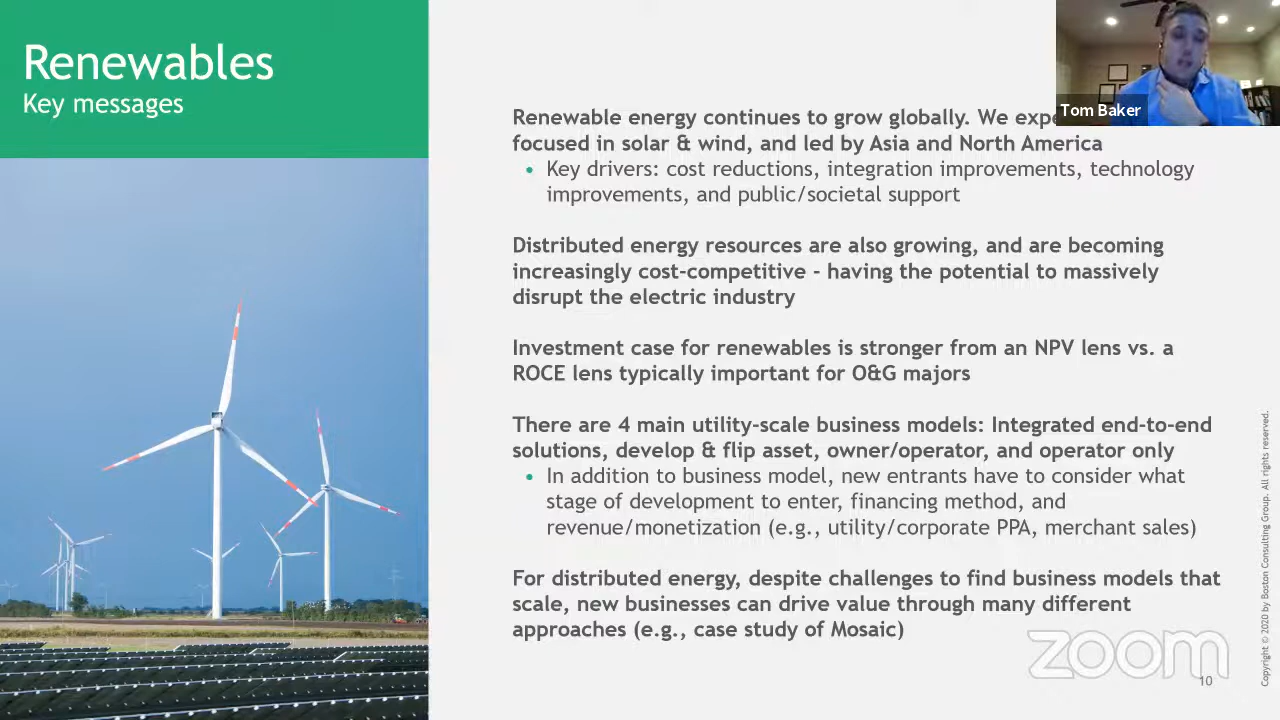 Renewables
Key messages
Tom Baker
Renewable energy continues to grow globally. We
focused in solar & wind, and led by Asia and North America
• Key drivers: cost reductions, integration improvements, technology
improvements, and public/societal support
Distributed energy resources are also growing, and are becoming
increasingly cost-competitive - having the potential to massively
disrupt the electric industry
Investment case for renewables is stronger from an NPV lens vs. a
ROCE lens typically important for O&G majors
There are 4 main utility-scale business models: Integrated end-to-end
solutions, develop & flip asset, owner/operator, and operator only
• In addition to business model, new entrants have to consider what
stage of development to enter, financing method, and
revenue/monetization (e.g., utility/corporate PPA, merchant sales)
For distributed energy, despite challenges to find business models that
scale, new businesses can drive value through many different
approaches (e.g., case study of Mosaic)
zoom
10
Copyright © 2020 by Boston Consulting Group. All rights reserved.